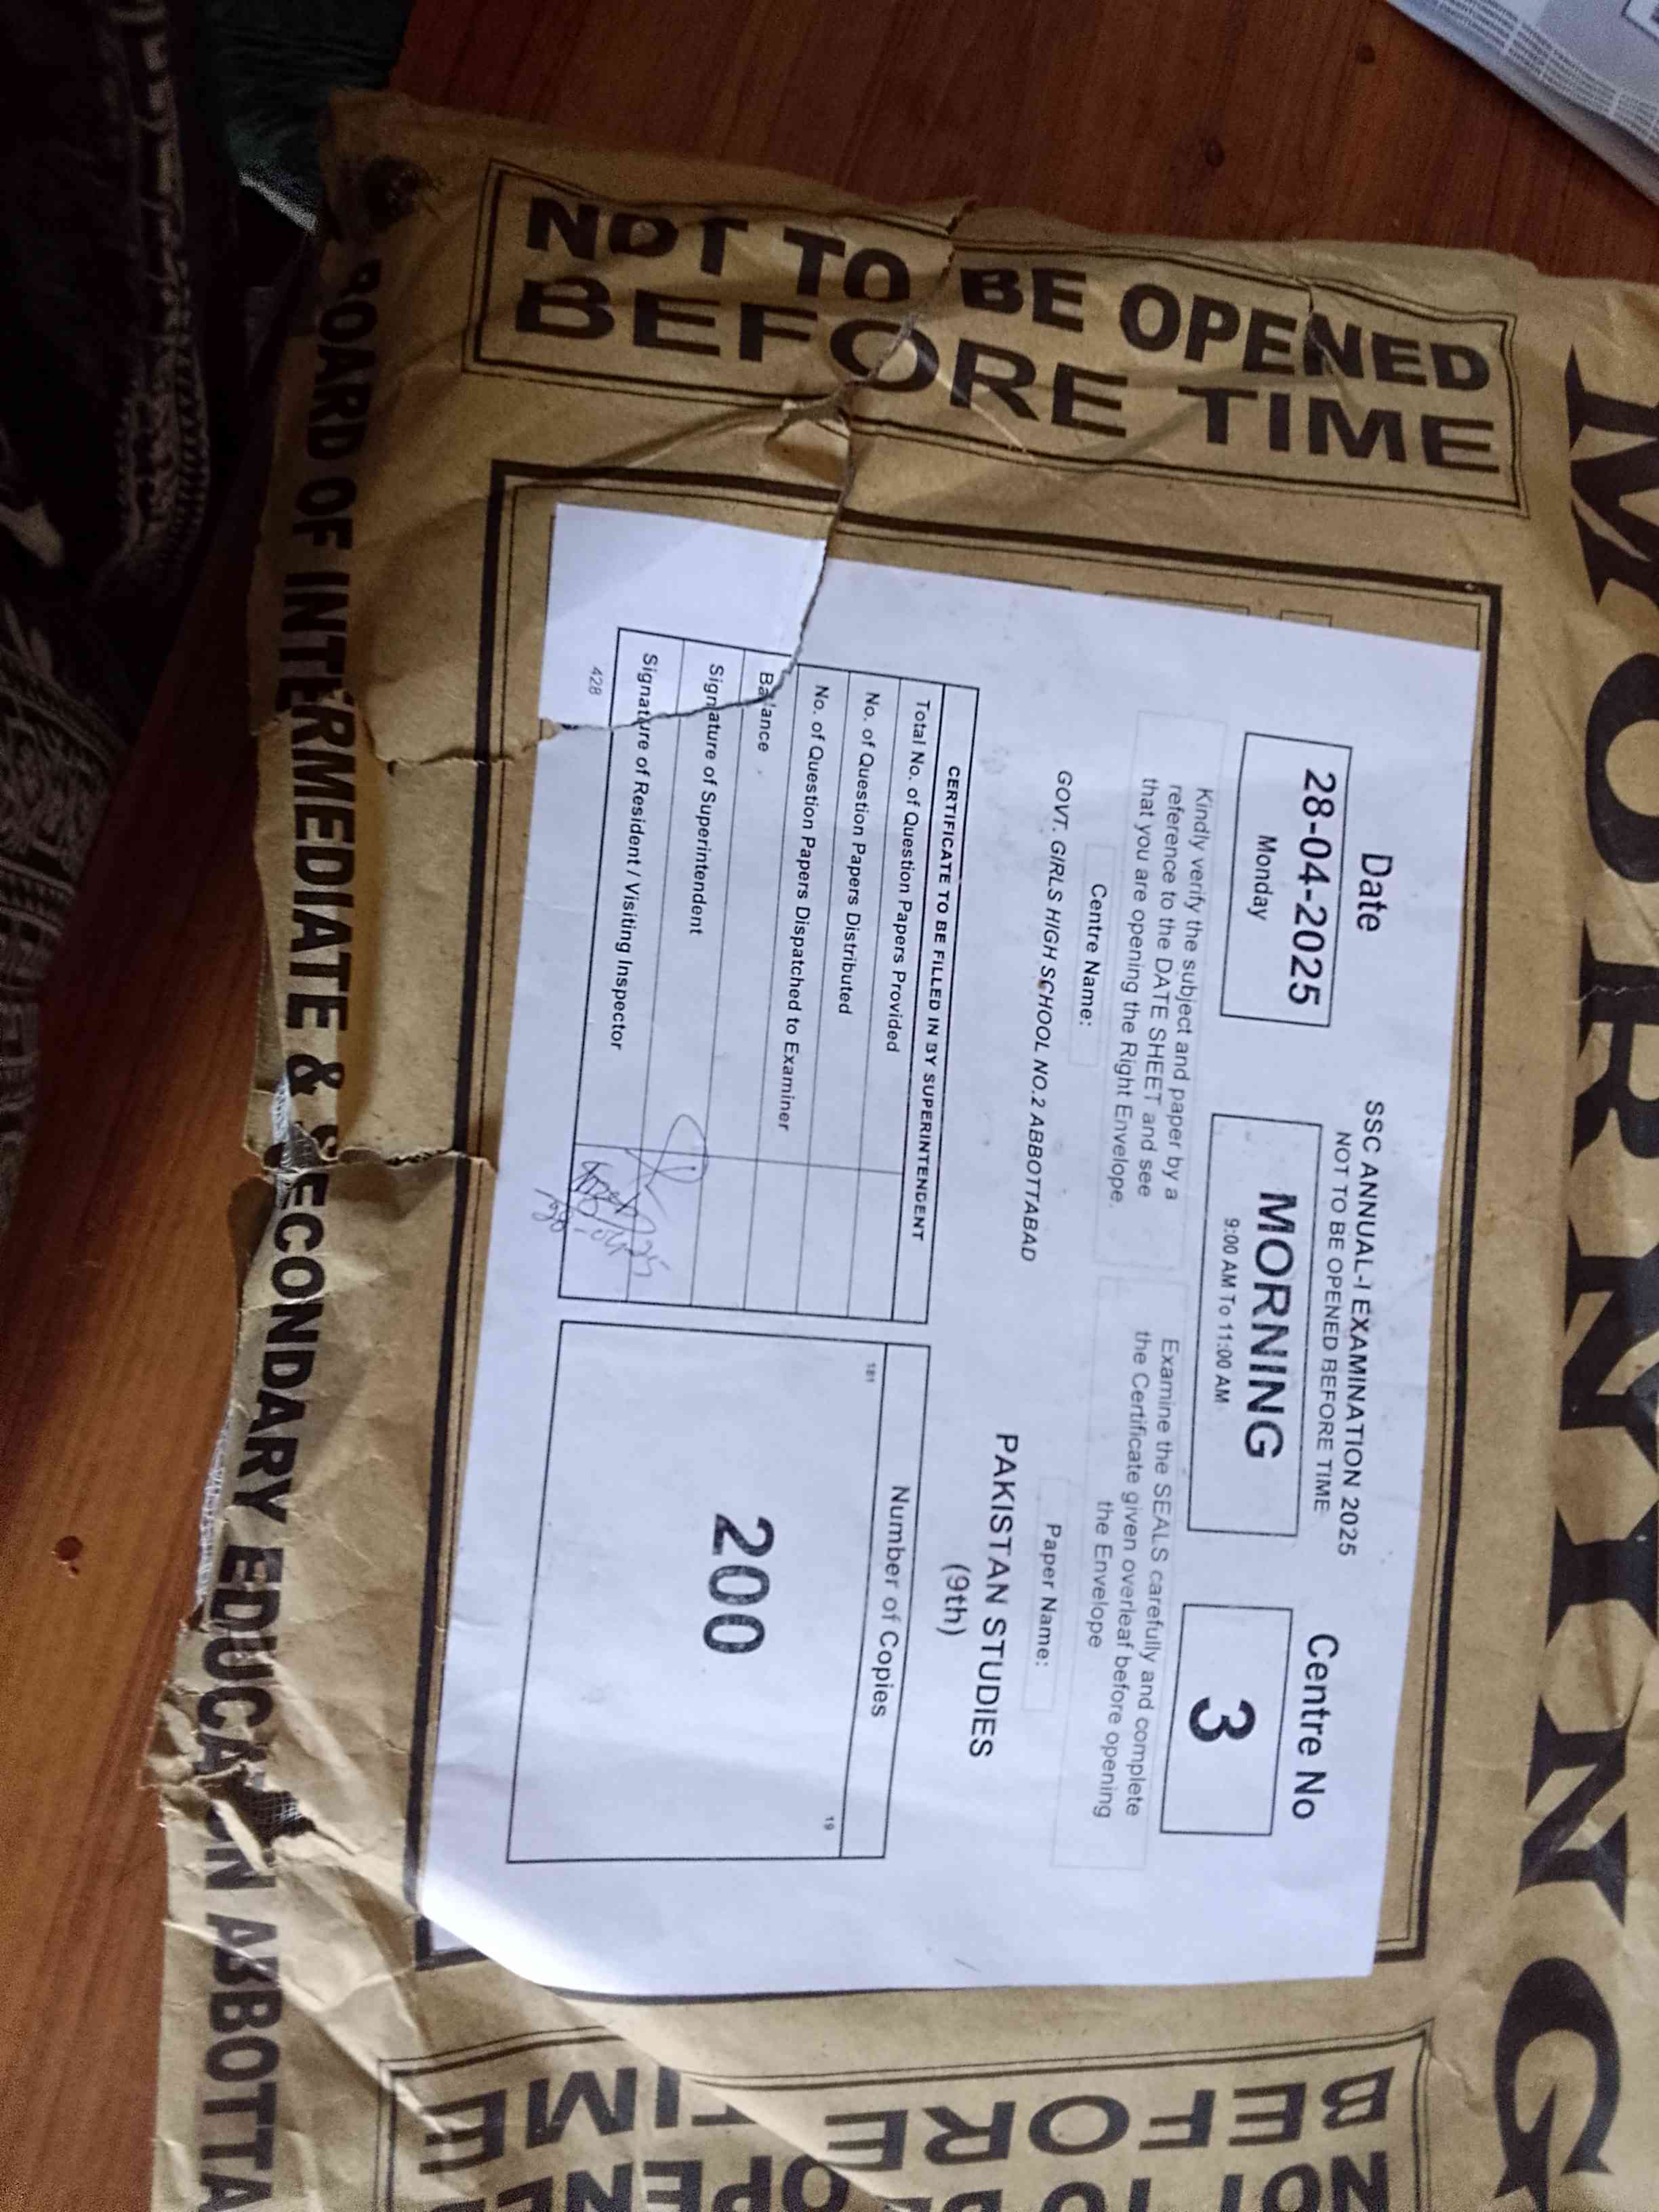 MORNING
NOT TO BE OPENED
BEFORE TIME
Date
28-04-2025
Monday
SSC ANNUAL-I EXAMINATION 2025
NOT TO BE OPENED BEFORE TIME
MORNING
9:00 AM To 11:00 AM
Centre No
3
Kindly verify the subject and paper by a
reference to the DATE SHEET and see
that you are opening the Right Envelope.
Examine the SEALS carefully and complete
the Certificate given overleaf before opening
the Envelope
Centre Name:
GOVT. GIRLS HIGH SCHOOL NO.2 ABBOTTABAD
Paper Name:
PAKISTAN STUDIES
(9th)
CERTIFICATE TO BE FILLED IN BY SUPERINTENDENT
Total No. of Question Papers Provided
No. of Question Papers Distributed
No. of Question Papers Dispatched to Examiner
Balance
Signature of Superintendent
Signature of Resident / Visiting Inspector
428
Number of Copies
181
19
200
NOT TO BE OPENED
BEFORE TIME
BOARD OF INTERMEDIATE & SECONDARY EDUCATION ABBOTTA